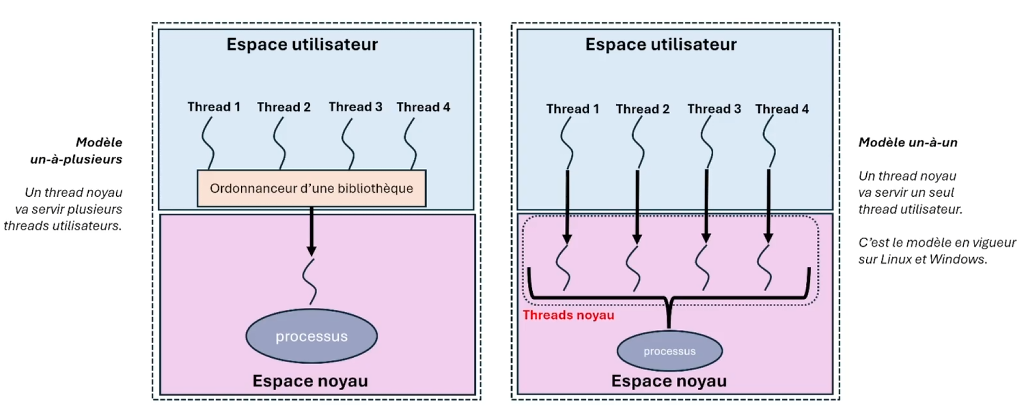 Modèle
un-à-plusieurs
Un thread noyau
va servir plusieurs
threads utilisateurs.
Espace utilisateur
Thread 1 Thread 2 Thread 3 Thread 4
Ordonnanceur d’une bibliothèque
processus
Espace noyau
Espace utilisateur
Thread 1 Thread 2 Thread 3 Thread 4
Threads noyau
processus
Espace noyau
Modèle un-à-un
Un thread noyau
va servir un seul
thread utilisateur.
C’est le modèle en vigueur
sur Linux et Windows.